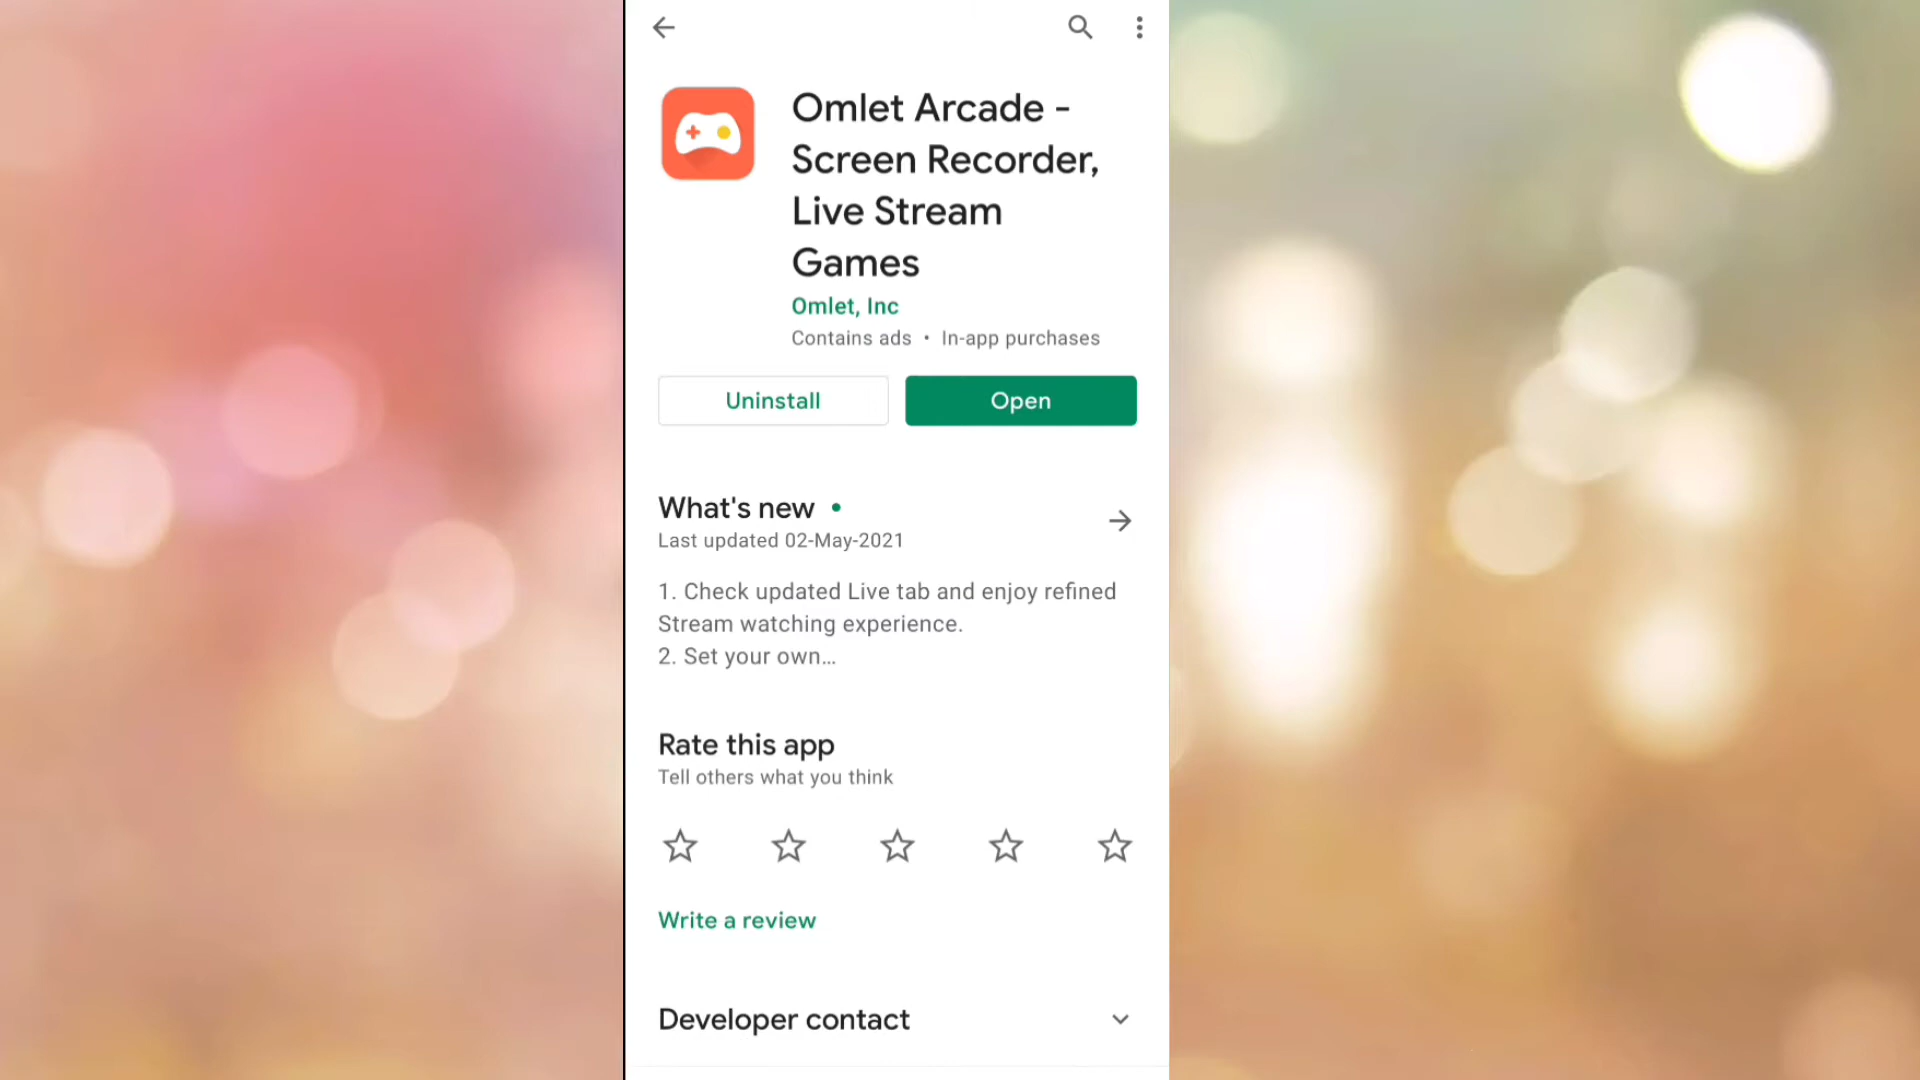 Omlet Arcade -
Screen Recorder,
Live Stream
Games
Omlet, Inc
Contains ads • In-app purchases
Uninstall
Open
What's new •
Last updated 02-May-2021
1. Check updated Live tab and enjoy refined
Stream watching experience.
2. Set your own...
Rate this app
Tell others what you think
Write a review
Developer contact